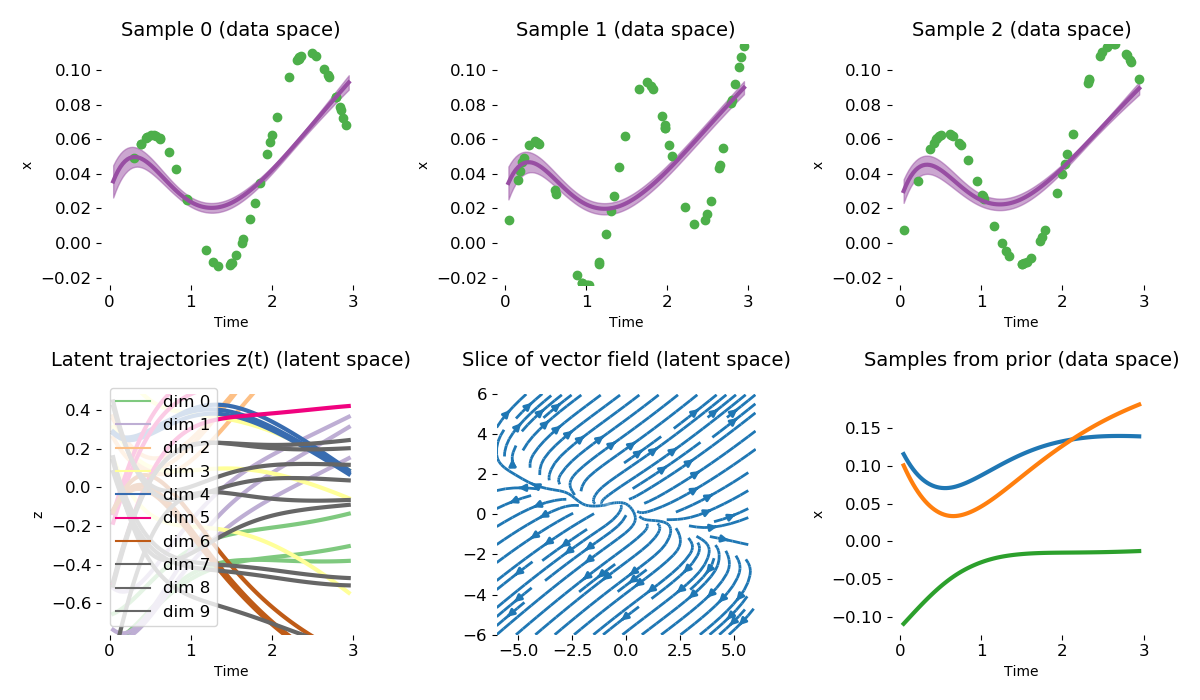 Sample 0 (data space)
Sample 1 (data space)
Sample 2 (data space)
0.10
0.08
0.06
0.04
0.02
0.00
−0.02
x
0
1
2
3
Time
0.10
0.08
0.06
0.04
0.02
0.00
−0.02
x
0
1
2
3
Time
0.10
0.08
0.06
0.04
0.02
0.00
−0.02
x
0
1
2
3
Time
Latent trajectories z(t) (latent space)
Slice of vector field (latent space)
Samples from prior (data space)
0.4
0.2
0.0
−0.2
−0.4
−0.6
z
dim 0
dim 1
dim 2
dim 3
dim 4
dim 5
dim 6
dim 7
dim 8
dim 9
0
1
2
3
Time
6
4
2
0
−2
−4
−6
−5.0
−2.5
0.0
2.5
5.0
0.15
0.10
0.05
0.00
−0.05
−0.10
x
0
1
2
3
Time